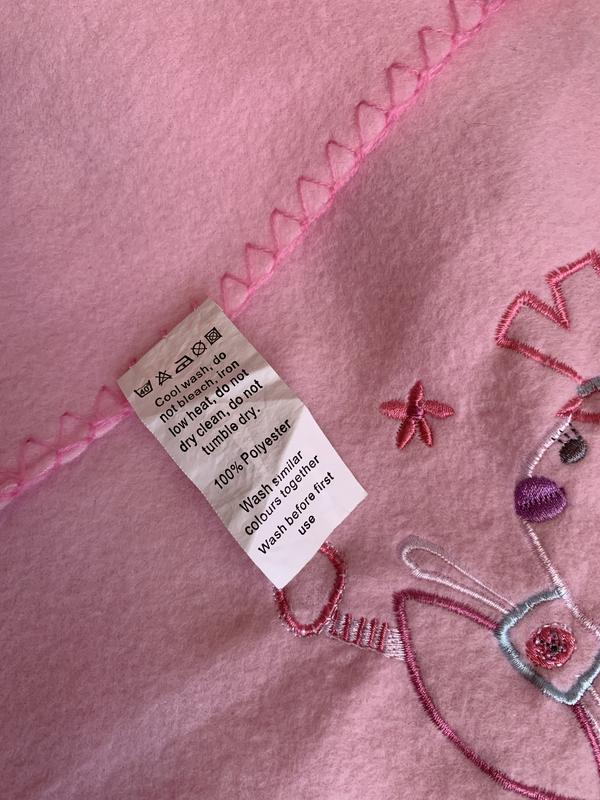 40
Cool wash, do
not bleach, iron
low heat, do not
dry clean, do not
tumble dry.
100% Polyester
Wash similar
colours together
Wash before first
use